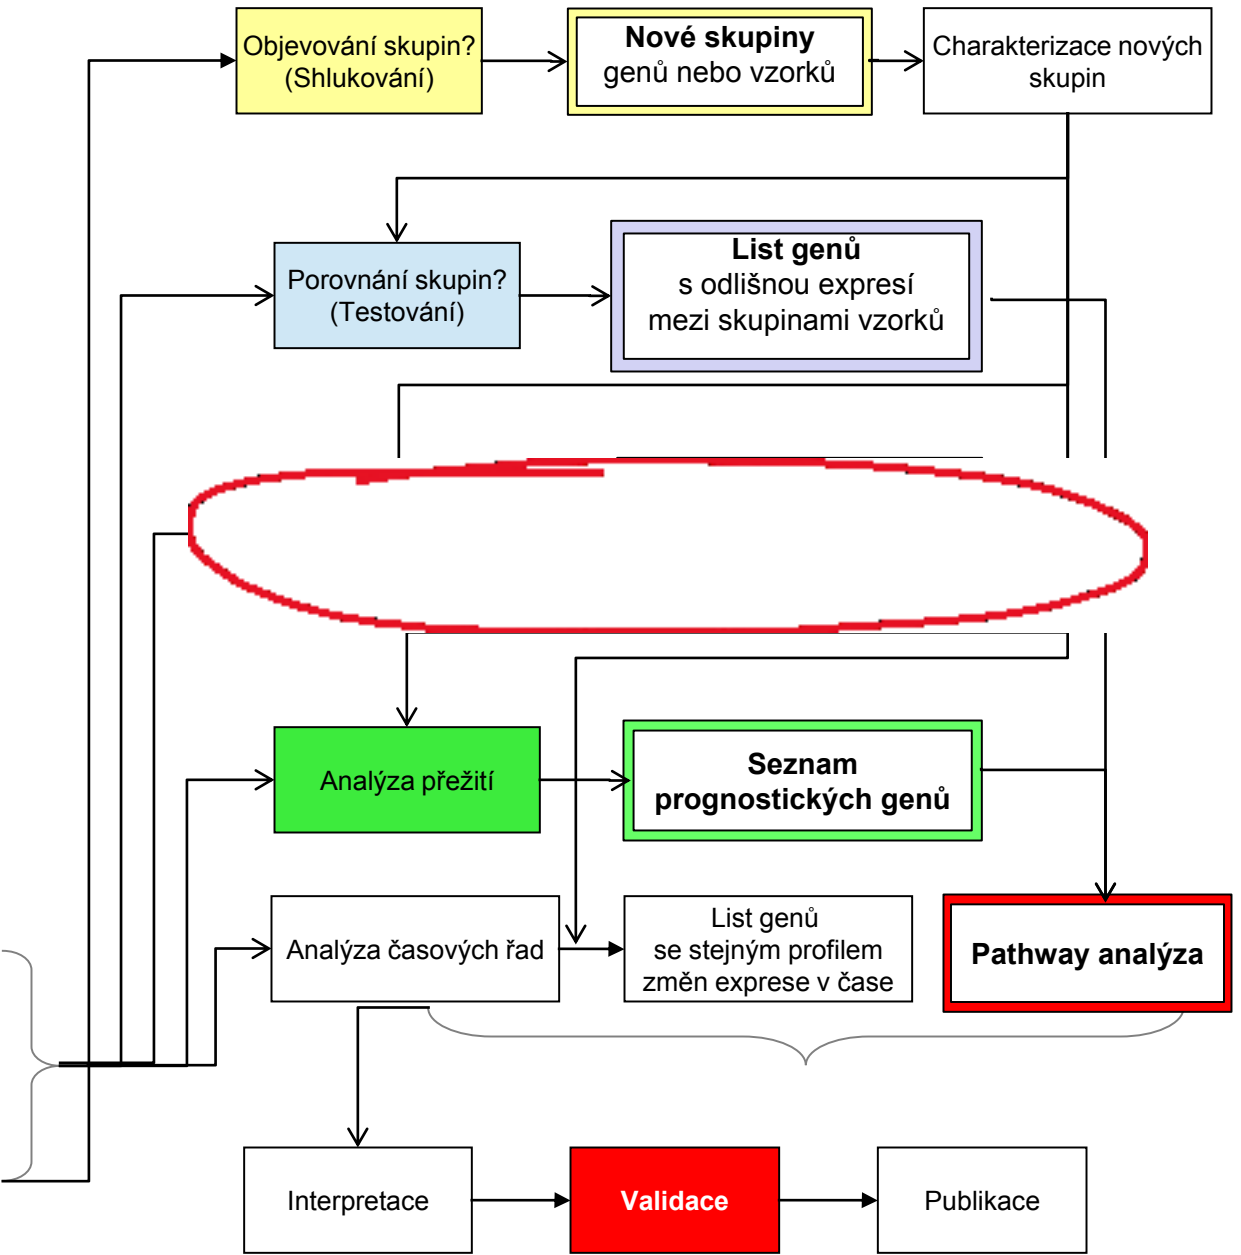 Objevování skupin?
(Shlukování)
Nové skupiny
genů nebo vzorků
Charakterizace nových
skupin
Porovnání skupin?
(Testování)
List genů
s odlišnou expresí
mezi skupinami vzorků
Analýza přežití
Seznam
prognostických genů
Analýza časových řad
List genů
se stejným profilem
změn exprese v čase
Pathway analýza
Interpretace
Validace
Publikace